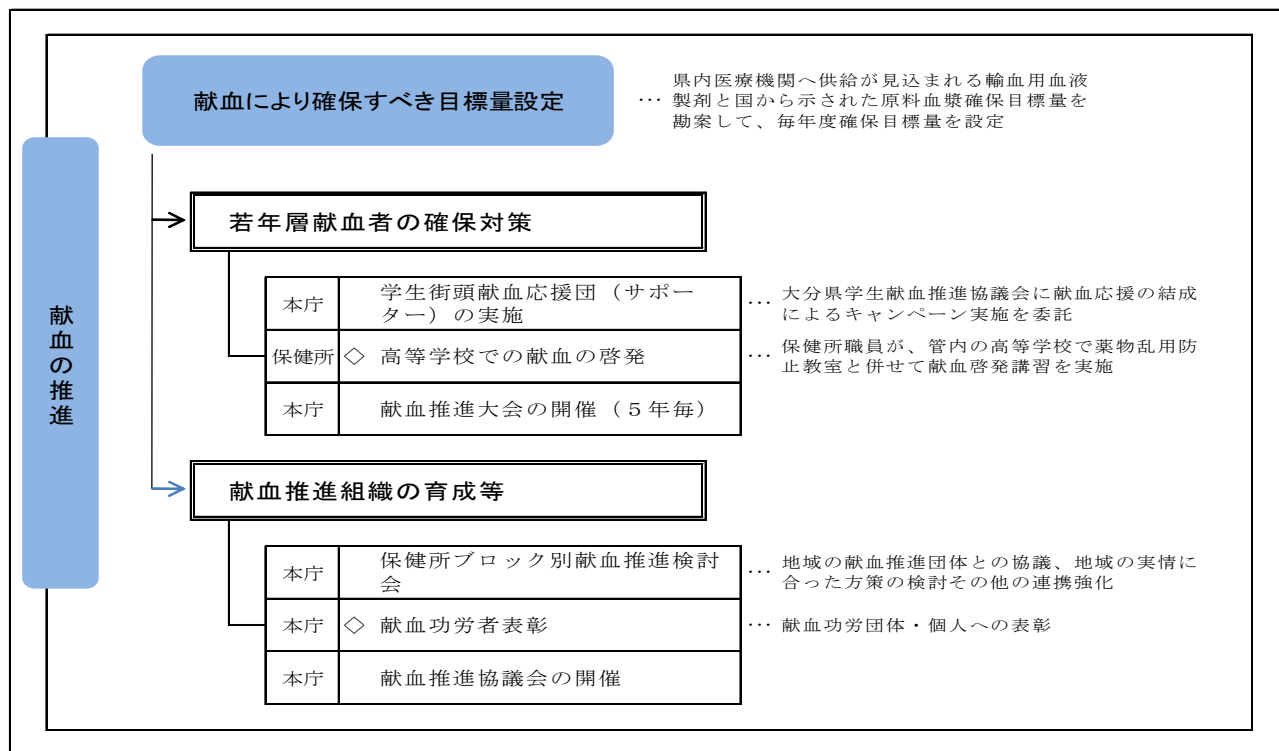 献血の推進
献血により確保すべき目標量設定
… 県内医療機関へ供給が見込まれる輸血用血液
製剤と国から示された原料血漿確保目標量を
勘案して、毎年度確保目標量を設定
若年層献血者の確保対策
本庁
学生街頭献血応援団（サポー
ター）の実施
… 大分県学生献血推進協議会に献血応援の結成
によるキャンペーン実施を委託
保健所
◇ 高等学校での献血の啓発
… 保健所職員が、管内の高等学校で薬物乱用防
止教室と併せて献血啓発講習を実施
本庁
献血推進大会の開催（５年毎）
献血推進組織の育成等
本庁
保健所ブロック別献血推進検討
会
… 地域の献血推進団体との協議、地域の実情に
合った方策の検討その他の連携強化
本庁
◇ 献血功労者表彰
… 献血功労団体・個人への表彰
本庁
献血推進協議会の開催